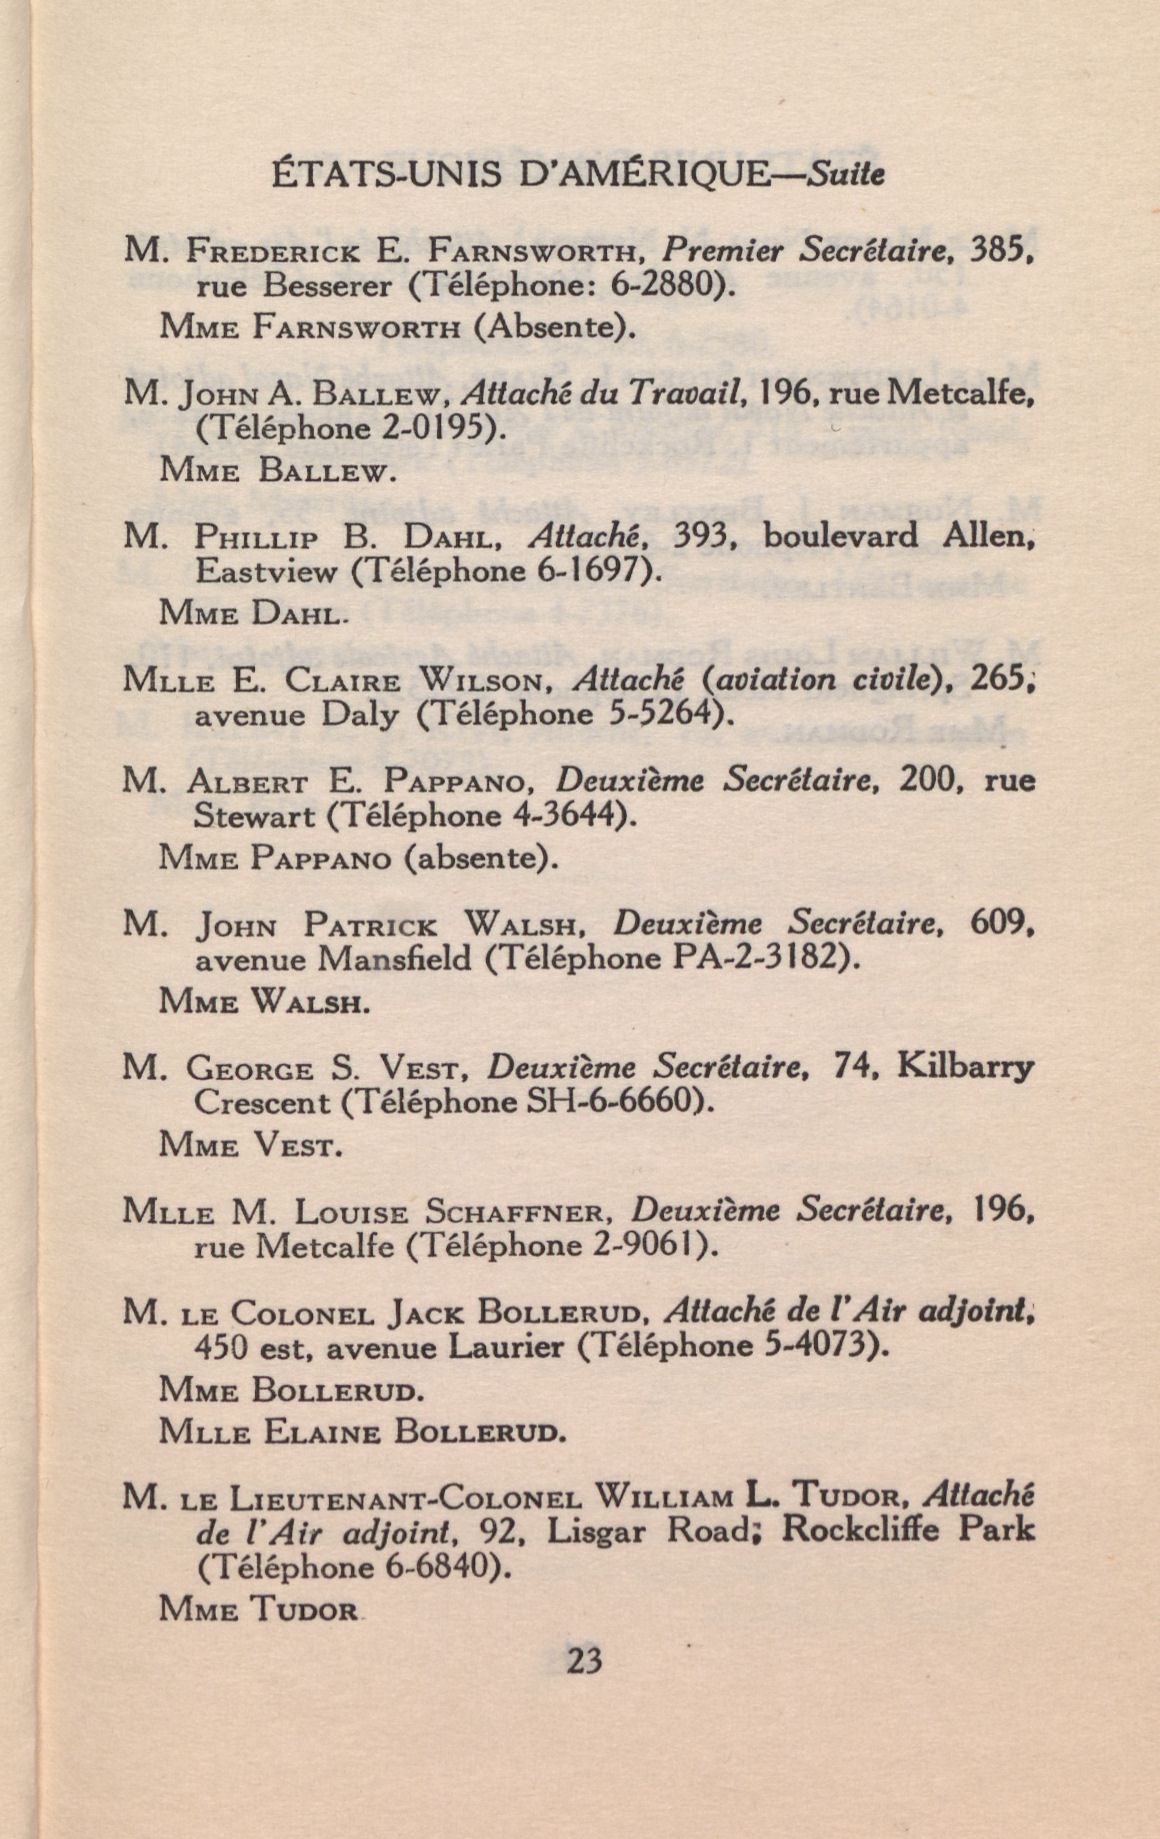 ÉTATS-UNIS D'AMÉRIQUE—Suite
M. FREDERICK E. FARNSWORTH, Premier Secrétaire, 385,
rue Besserer (Téléphone: 6-2880).
MME FARNSWORTH (Absente).
M. JOHN A. BALLEW, Attaché du Travail, 196, rue Metcalfe,
(Téléphone 2-0195).
MME BALLEW.
M. PHILLIP B. DAHL, Attaché, 393, boulevard Allen,
Eastview (Téléphone 6-1697).
MME DAHL.
MLLE E. CLAIRE WILSON, Attaché (aviation civile), 265,
avenue Daly (Téléphone 5-5264).
M. ALBERT E. PAPPANO, Deuxième Secrétaire, 200, rue
Stewart (Téléphone 4-3644).
MME PAPPANO (absente).
M. JOHN PATRICK WALSH, Deuxième Secrétaire, 609,
avenue Mansfield (Téléphone PA-2-3182).
MME WALSH.
M. GEORGE S. VEST, Deuxième Secrétaire, 74, Kilbarry
Crescent (Téléphone SH-6-6660).
MME VEST.
MLLE M. LOUISE SCHAFFNER, Deuxième Secrétaire, 196,
rue Metcalfe (Téléphone 2-9061).
M. LE COLONEL JACK BOLLERUD, Attaché de l'Air adjoint,
450 est, avenue Laurier (Téléphone 5-4073).
MME BOLLERUD.
MLLE ELAINE BOLLERUD.
M. LE LIEUTENANT-COLONEL WILLIAM L. TUDOR, Attaché
de l'Air adjoint, 92, Lisgar Road; Rockcliffe Park
(Téléphone 6-6840).
MME TUDOR
23